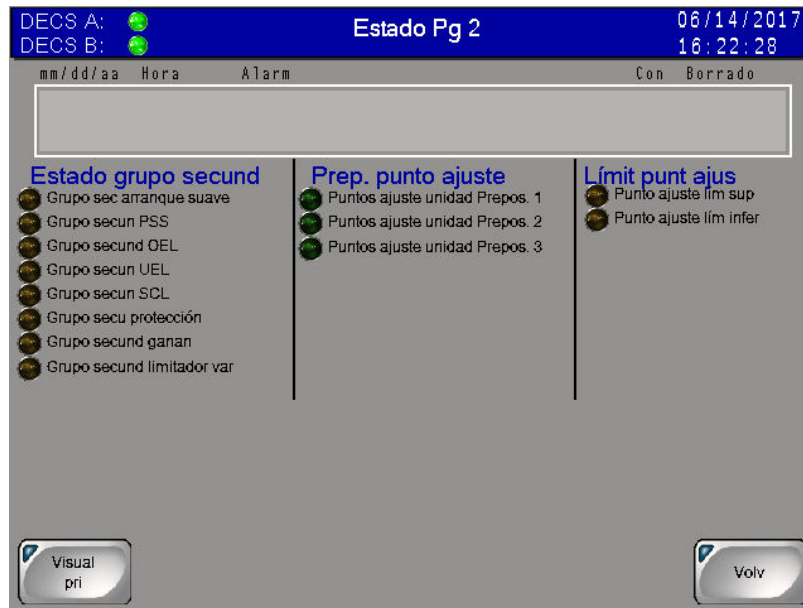 DECS A:
DECS B:
Estado Pg 2
06/14/2017
16:22:28
mm/dd/aa Hora Alarm Con Borrado
Estado grupo secund
Grupo sec arranque suave
Grupo secun PSS
Grupo secund OEL
Grupo secun UEL
Grupo secun SCL
Grupo secu protección
Grupo secund ganan
Grupo secund limitador var
Prep. punto ajuste
Puntos ajuste unidad Prepos. 1
Puntos ajuste unidad Prepos. 2
Puntos ajuste unidad Prepos. 3
Límit punt ajus
Punto ajuste lím sup
Punto ajuste lím infer
Visual
pri
Volv